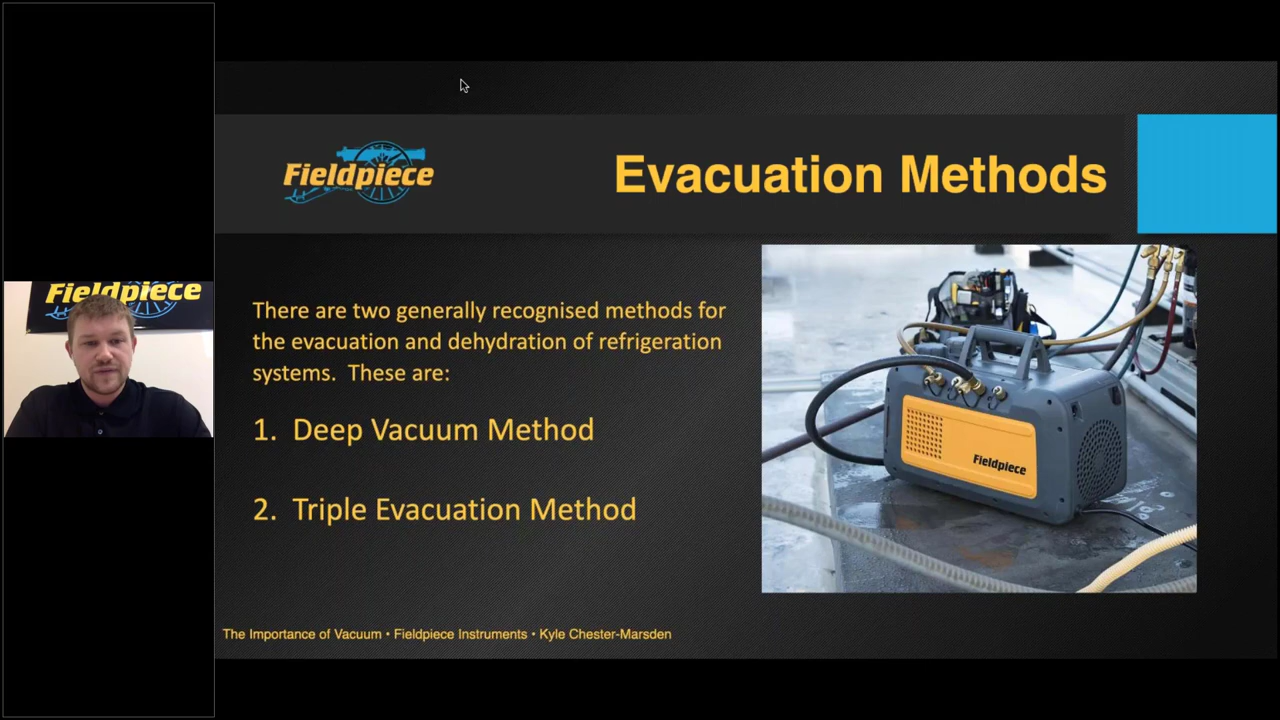 Fieldpiece
Evacuation Methods
Fieldpiece
There are two generally recognised methods for
the evacuation and dehydration of refrigeration
systems. These are:
1. Deep Vacuum Method
2. Triple Evacuation Method
Fieldpiece
The Importance of Vacuum • Fieldpiece Instruments • Kyle Chester-Marsden